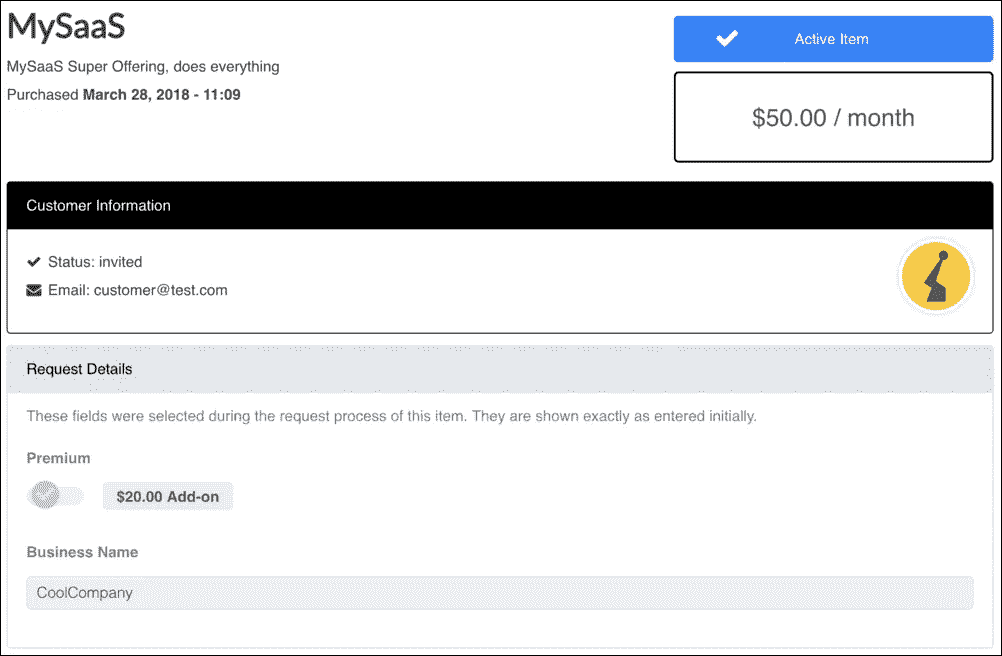 MySaaS
Active Item
MySaaS Super Offering, does everything
Purchased March 28, 2018 - 11:09
$50.00 / month
Customer Information
Status: invited
Email: customer@test.com
Request Details
These fields were selected during the request process of this item. They are shown exactly as entered initially.
Premium
$20.00 Add-on
Business Name
CoolCompany